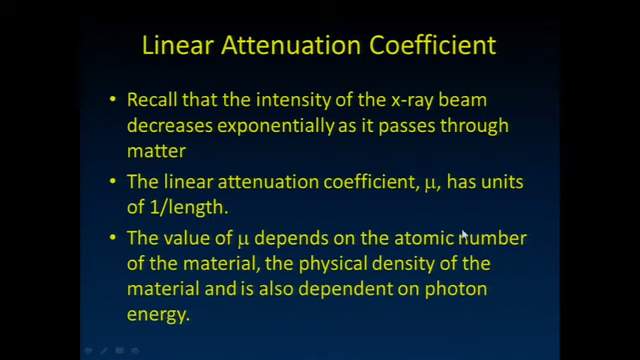 Linear Attenuation Coefficient
• Recall that the intensity of the x-ray beam
decreases exponentially as it passes through
matter
• The linear attenuation coefficient, μ, has units
of 1/length.
• The value of μ depends on the atomic number
of the material, the physical density of the
material and is also dependent on photon
energy.